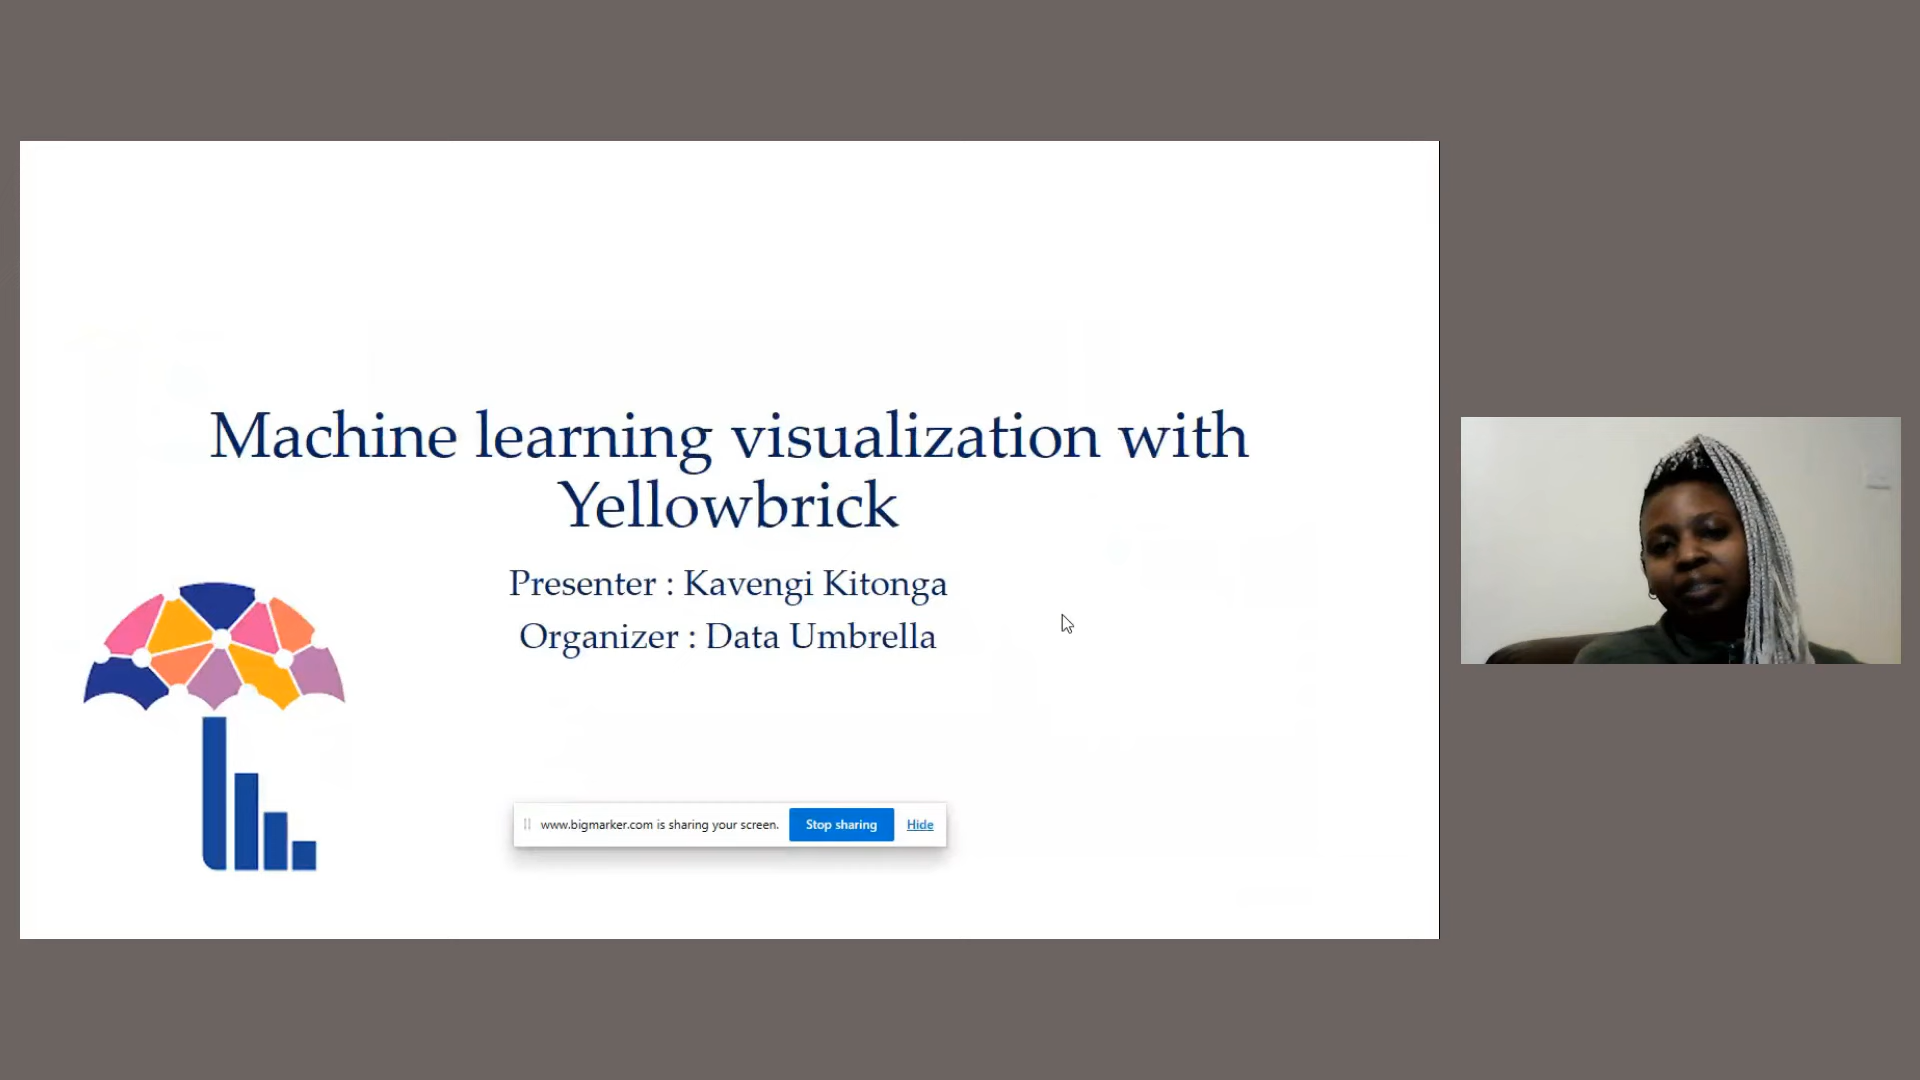 Machine learning visualization with
Yellowbrick
Presenter : Kavengi Kitonga
Organizer : Data Umbrella
www.bigmarker.com is sharing your screen. Stop sharing Hide